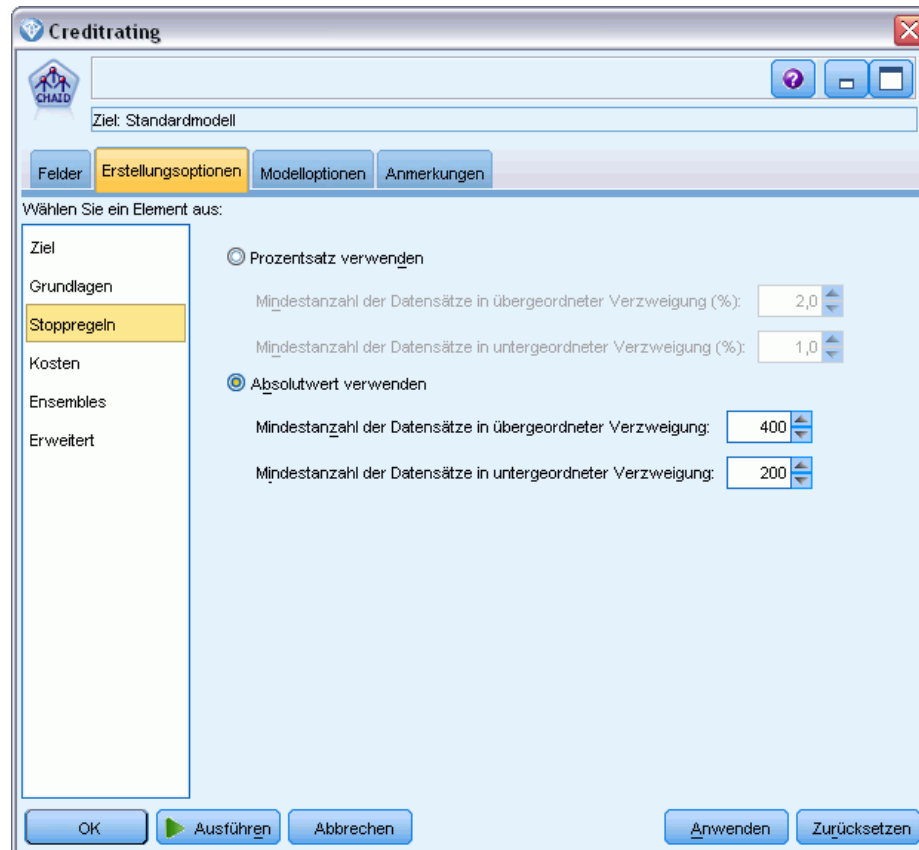 Creditrating
CHAID
Ziel: Standardmodell
Felder
Erstellungsoptionen
Modelloptionen
Anmerkungen
Wählen Sie ein Element aus:
Ziel
Grundlagen
Stoppregeln
Kosten
Ensembles
Erweitert
Prozentsatz verwenden
Mindestanzahl der Datensätze in übergeordneter Verzweigung (%): 2,0
Mindestanzahl der Datensätze in untergeordneter Verzweigung (%): 1,0
Absolutwert verwenden
Mindestanzahl der Datensätze in übergeordneter Verzweigung: 400
Mindestanzahl der Datensätze in untergeordneter Verzweigung: 200
OK
Ausführen
Abbrechen
Anwenden
Zurücksetzen